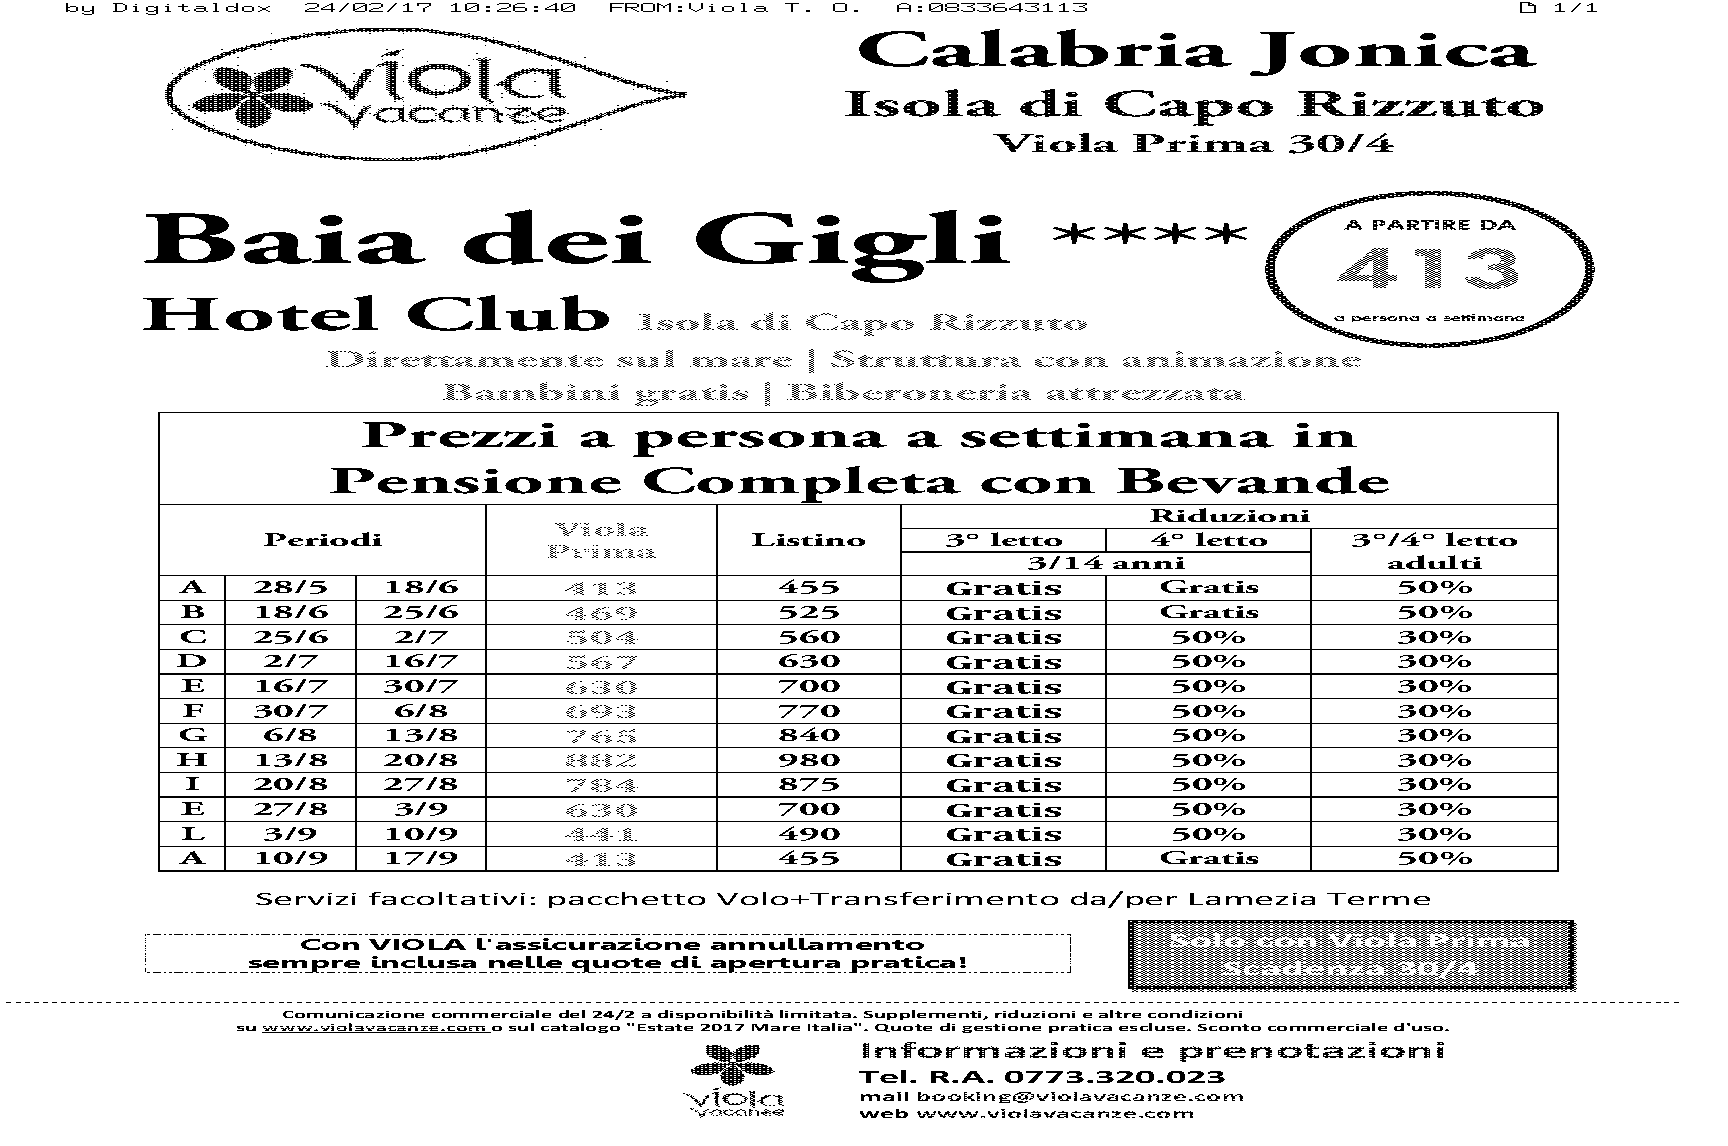 by Digitaldox 24/02/17 10:26:40 FROM:Viola T. O. A:0833643113 1/1
viola
vacanze
Calabria Jonica
Isola di Capo Rizzuto
Viola Prima 30/4
Baia dei Gigli ****
A PARTIRE DA
413
a persona a settimana
Hotel Club Isola di Capo Rizzuto
Direttamente sul mare | Struttura con animazione
Bambini gratis | Biberoneria attrezzata
Prezzi a persona a settimana in
Pensione Completa con Bevande
Periodi Viola Prima Listino Riduzioni
3° letto 4° letto 3°/4° letto adulti
3/14 anni
A 28/5 18/6 413 455 Gratis Gratis 50%
B 18/6 25/6 469 525 Gratis Gratis 50%
C 25/6 2/7 504 560 Gratis 50% 30%
D 2/7 16/7 567 630 Gratis 50% 30%
E 16/7 30/7 630 700 Gratis 50% 30%
F 30/7 6/8 693 770 Gratis 50% 30%
G 6/8 13/8 765 840 Gratis 50% 30%
H 13/8 20/8 882 980 Gratis 50% 30%
I 20/8 27/8 784 875 Gratis 50% 30%
E 27/8 3/9 630 700 Gratis 50% 30%
L 3/9 10/9 441 490 Gratis 50% 30%
A 10/9 17/9 413 455 Gratis Gratis 50%
Servizi facoltativi: pacchetto Volo+Transferimento da/per Lamezia Terme
Con VIOLA l'assicurazione annullamento
sempre inclusa nelle quote di apertura pratica!
Solo con Viola Prima
Scadenza 30/4
Comunicazione commerciale del 24/2 a disponibilità limitata. Supplementi, riduzioni e altre condizioni
su www.violavacanze.com o sul catalogo "Estate 2017 Mare Italia". Quote di gestione pratica escluse. Sconto commerciale d'uso.
viola
vacanze
Informazioni e prenotazioni
Tel. R.A. 0773.320.023
mail booking@violavacanze.com
web www.violavacanze.com